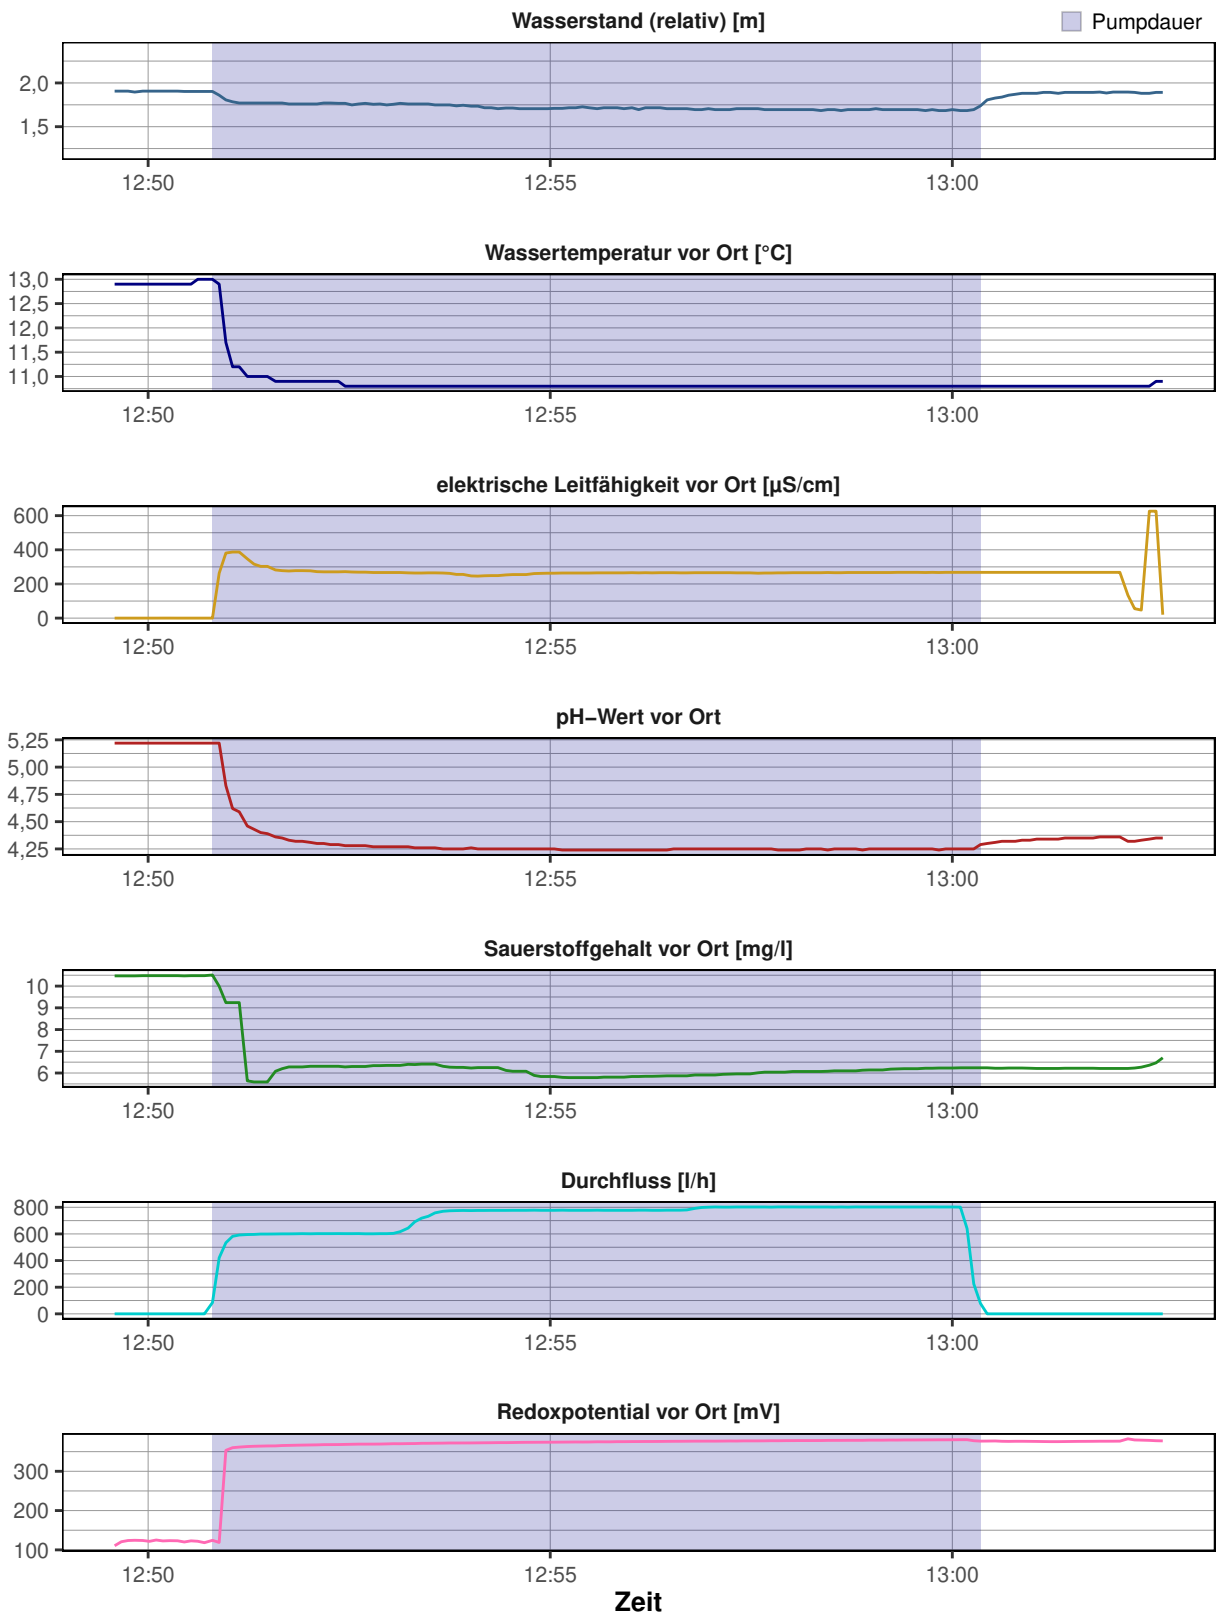 Wasserstand (relativ) [m]
Pumpdauer
2,0
1,5
12:50 12:55 13:00
Wassertemperatur vor Ort [°C]
13,0
12,5
12,0
11,5
11,0
12:50 12:55 13:00
elektrische Leitfähigkeit vor Ort [µS/cm]
600
400
200
0
12:50 12:55 13:00
pH−Wert vor Ort
5,25
5,00
4,75
4,50
4,25
12:50 12:55 13:00
Sauerstoffgehalt vor Ort [mg/l]
10
9
8
7
6
12:50 12:55 13:00
Durchfluss [l/h]
800
600
400
200
0
12:50 12:55 13:00
Redoxpotential vor Ort [mV]
300
200
100
12:50 12:55 13:00
Zeit